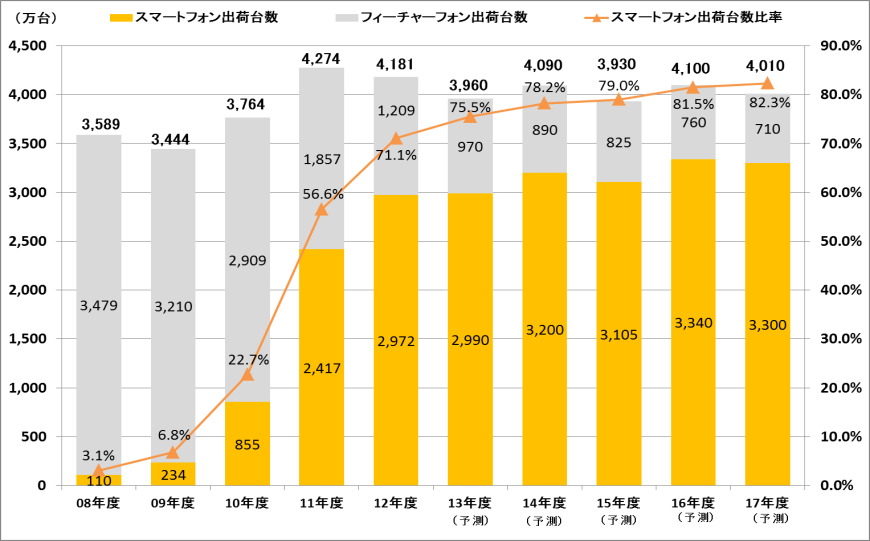 スマートフォン出荷台数 フィーチャーフォン出荷台数 スマートフォン出荷台数比率
(万台)
4,500 90.0%
4,000 80.0%
3,500 70.0%
3,000 60.0%
2,500 50.0%
2,000 40.0%
1,500 30.0%
1,000 20.0%
500 10.0%
0 0.0%
3,589 3,444 3,764 4,274 4,181 3,960 4,090 3,930 4,100 4,010
3,479 3,210 2,909 1,857 1,209 970 890 825 760 710
3.1% 6.8% 22.7% 56.6% 71.1% 75.5% 78.2% 79.0% 81.5% 82.3%
110 234 855 2,417 2,972 2,990 3,200 3,105 3,340 3,300
08年度 09年度 10年度 11年度 12年度 13年度 14年度 15年度 16年度 17年度
(予測) (予測) (予測) (予測) (予測)